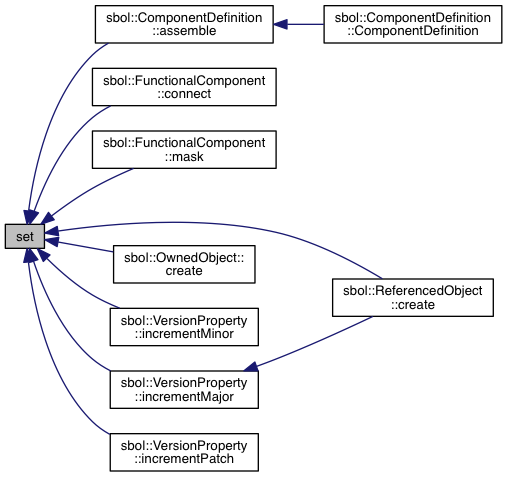 sbol::ComponentDefinition
::assemble
sbol::ComponentDefinition
::ComponentDefinition
sbol::FunctionalComponent
::connect
sbol::FunctionalComponent
::mask
set
sbol::OwnedObject::
create
sbol::ReferencedObject
::create
sbol::VersionProperty
::incrementMinor
sbol::VersionProperty
::incrementMajor
sbol::VersionProperty
::incrementPatch